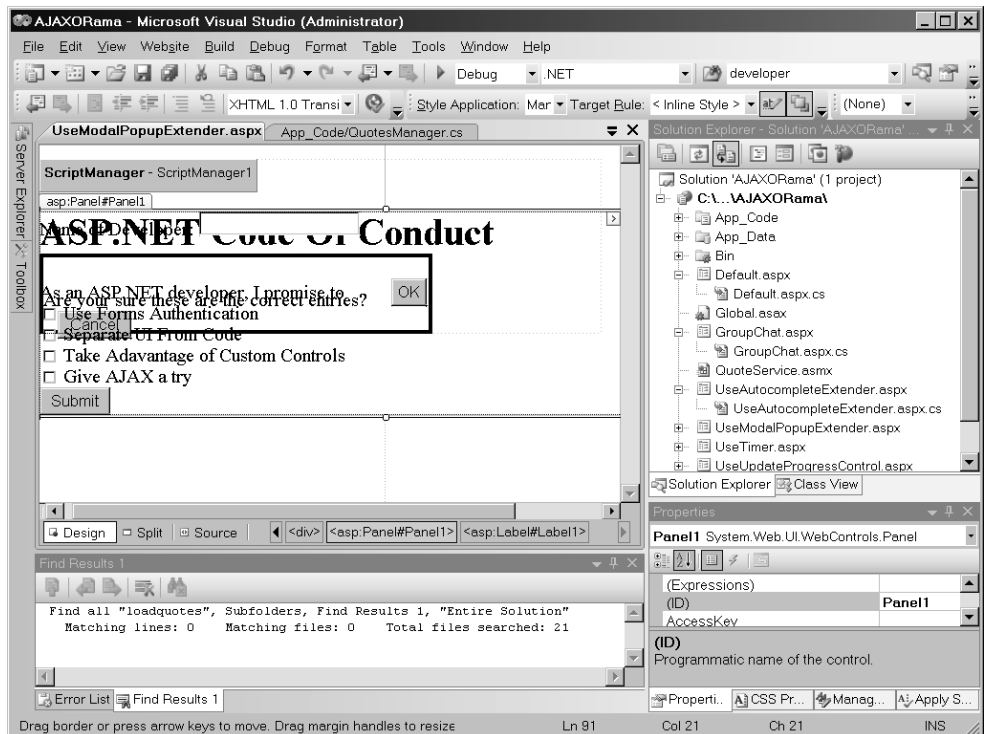 AJAXORama - Microsoft Visual Studio (Administrator)
File Edit View Website Build Debug Format Table Tools Window Help
Debug .NET developer
XHTML 1.0 Transi Style Application: Mar Target Rule: < Inline Style > ab (None)
Server Explorer Toolbox
UseModalPopupExtender.aspx App_Code/QuotesManager.cs
ScriptManager - ScriptManager1
asp:Panel#Panel1
Name of Developer:
ASP.NET Code Of Conduct
As an ASP.NET developer, I promise to
Are your sure these are the correct entries?
OK
Use Forms Authentication
Cancel
Separate UI From Code
Take Adavantage of Custom Controls
Give AJAX a try
Submit
Design Split Source <div> <asp:Panel#Panel1> <asp:Label#Label1>
Find Results 1
Find all "loadquotes", Subfolders, Find Results 1, "Entire Solution"
Matching lines: 0 Matching files: 0 Total files searched: 21
Error List Find Results 1
Solution Explorer - Solution 'AJAXORama' ...
Solution 'AJAXORama' (1 project)
C:\...\AJAXORama\
App_Code
App_Data
Bin
Default.aspx
Default.aspx.cs
Global.asax
GroupChat.aspx
GroupChat.aspx.cs
QuoteService.asmx
UseAutocompleteExtender.aspx
UseAutocompleteExtender.aspx.cs
UseModalPopupExtender.aspx
UseTimer.aspx
UseUpdateProgressControl.aspx
Solution Explorer Class View
Properties
Panel1 System.Web.UI.WebControls.Panel
(Expressions)
(ID) Panel1
AccessKey
(ID)
Programmatic name of the control.
Properti.. CSS Pr... Manag... Apply S...
Drag border or press arrow keys to move. Drag margin handles to resize Ln 91 Col 21 Ch 21 INS